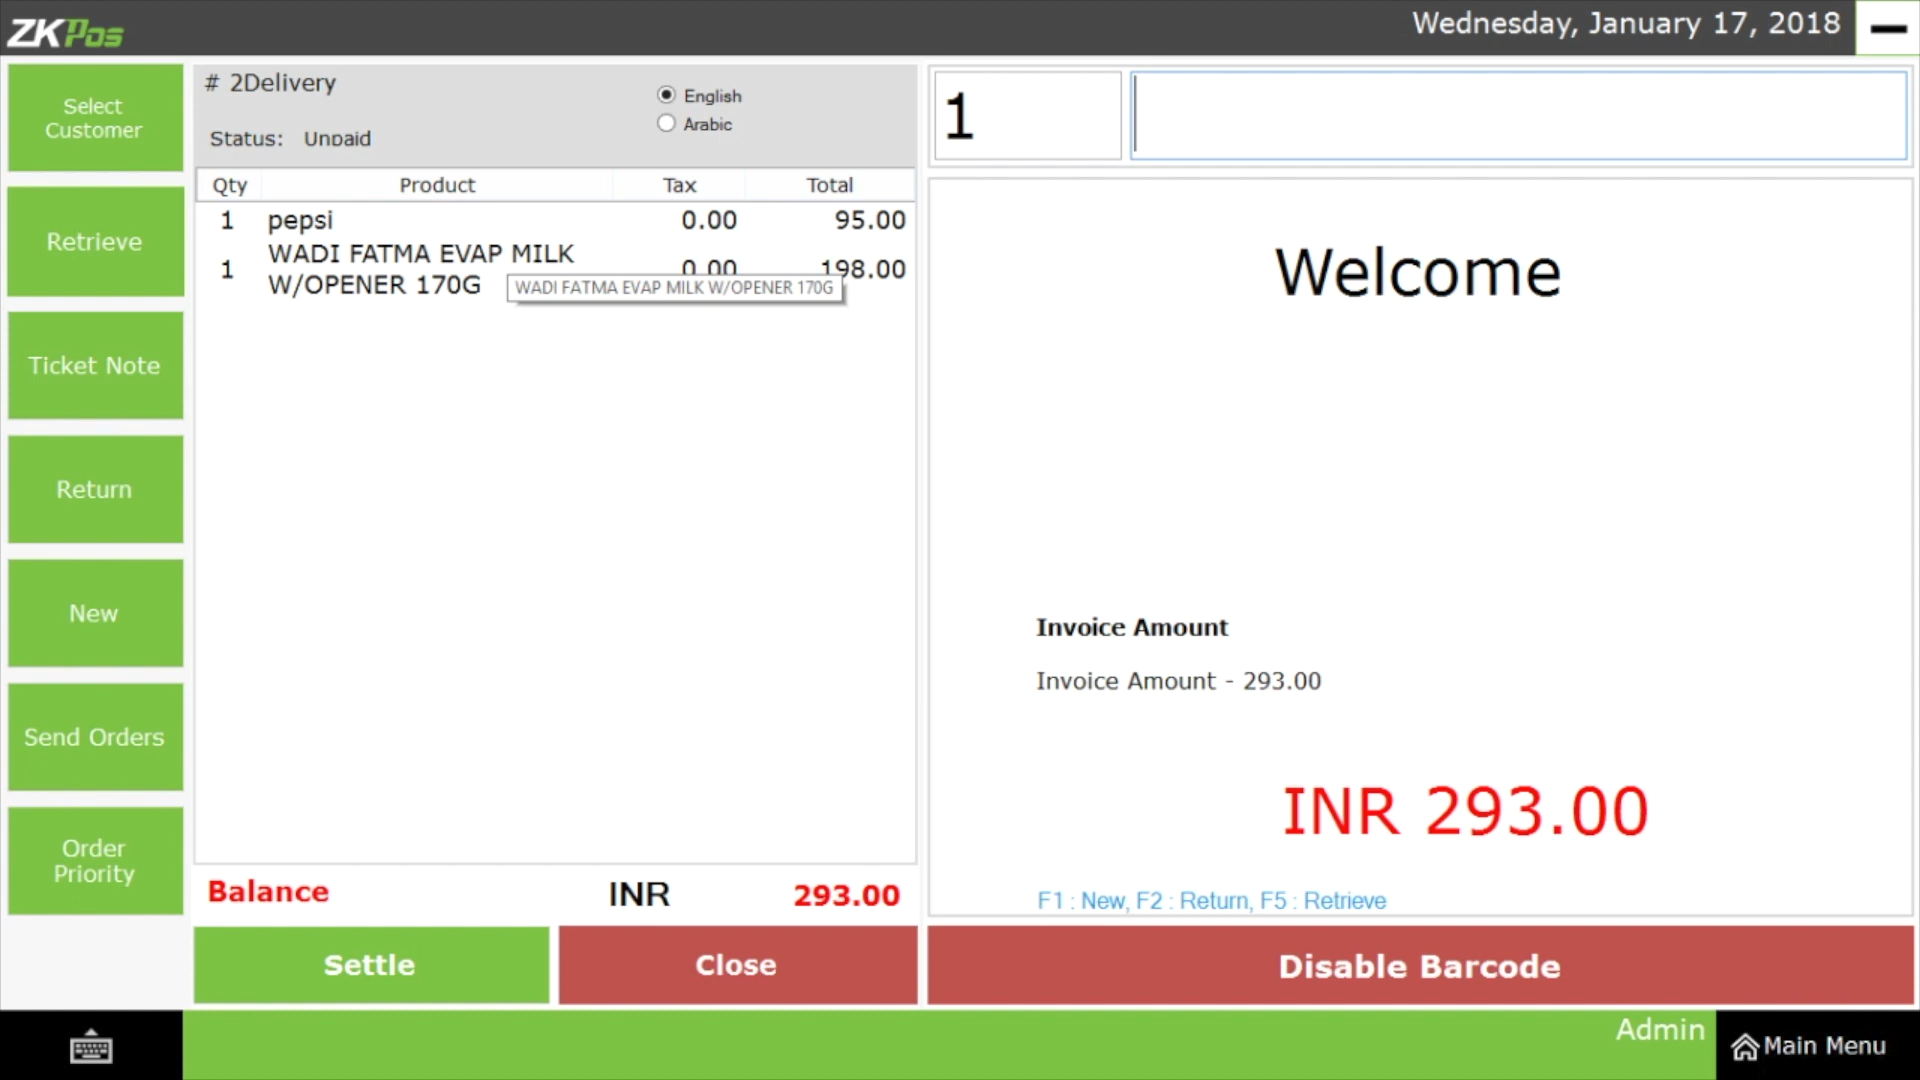 ZKPos
Wednesday, January 17, 2018
Select
Customer
Retrieve
Ticket Note
Return
New
Send Orders
Order
Priority
# 2Delivery
English
Arabic
Status: Unpaid
Qty Product Tax Total
1 pepsi 0.00 95.00
WADI FATMA EVAP MILK
1 0.00 198.00
W/OPENER 170G
WADI FATMA EVAP MILK W/OPENER 170G
Balance INR 293.00
Settle
Close
1
Welcome
Invoice Amount
Invoice Amount - 293.00
INR 293.00
F1 : New, F2 : Return, F5 : Retrieve
Disable Barcode
Admin
Main Menu